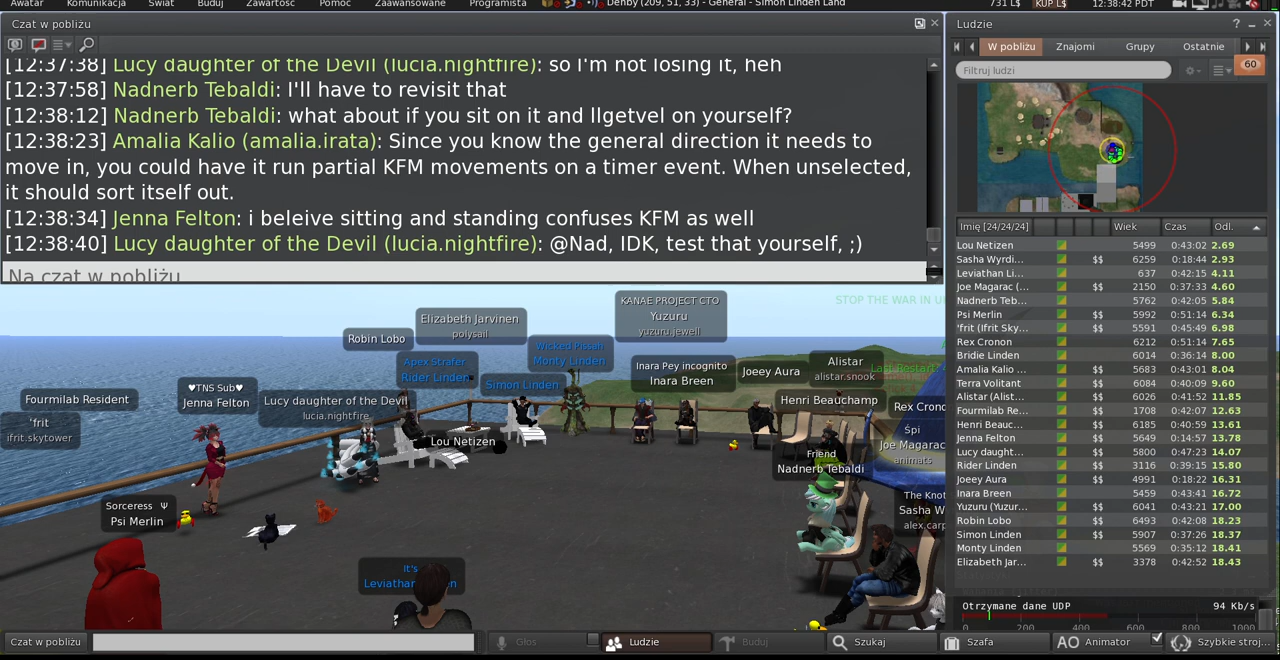 Awatar Komunikacja Świat Buduj Zawartość Pomoc Zaawansowane Programista Denby (209, 51, 33) - General - Simon Linden Land 731 L$ KUP L$ 12:38:42 PDT
Czat w pobliżu
[12:37:38] Lucy daughter of the Devil (lucia.nightfire): so I'm not losing it, heh
[12:37:58] Nadnerb Tebaldi: I'll have to revisit that
[12:38:12] Nadnerb Tebaldi: what about if you sit on it and llgetvel on yourself?
[12:38:23] Amalia Kalio (amalia.irata): Since you know the general direction it needs to
move in, you could have it run partial KFM movements on a timer event. When unselected,
it should sort itself out.
[12:38:34] Jenna Felton: i beleive sitting and standing confuses KFM as well
[12:38:40] Lucy daughter of the Devil (lucia.nightfire): @Nad, IDK, test that yourself, ;)
Na czat w pobliżu
STOP THE WAR IN
KANAE PROJECT CTO
Yuzuru
yuzuru.jewell
Elizabeth Jarvinen
polysail
Robin Lobo
Wicked Pissah
Monty Linden
Apex Strafer
Rider Linden
Simon Linden
Inara Pey incognito
Inara Breen
Joeey Aura
Alistar
alistar.snook
Last Restart:
♥TNS Sub♥
Jenna Felton
Fourmilab Resident
Lucy daughter of the Devil
lucia.nightfire
Henri Beauchamp
Rex Crono
'frit
ifrit.skytower
Lou Netizen
Śpi
Joe Magarac
animats
Friend
Nadnerb Tebaldi
The Knot
Sasha W
alex.carp
Sorceress Ψ
Psi Merlin
It's
Leviathan
Ludzie
W pobliżu Znajomi Grupy Ostatnie
60
Filtruj ludzi
Imię [24/24/24] Wiek Czas Odl.
Lou Netizen 5499 0:43:02 2.69
Sasha Wyrdi... $$ 6259 0:18:44 2.93
Leviathan Li... 637 0:42:15 4.11
Joe Magarac (... $$ 2150 0:37:33 4.60
Nadnerb Teb... 5762 0:42:05 5.84
Psi Merlin $$ 5992 0:51:14 6.34
'frit (Ifrit Sky... $$ 5591 0:45:49 6.98
Rex Cronon 6212 0:51:14 7.65
Bridie Linden 6014 0:36:14 8.00
Amalia Kalio ... $$ 5683 0:43:01 8.04
Terra Volitant $$ 6084 0:40:09 9.60
Alistar (Alist... $$ 6026 0:41:52 11.85
Fourmilab Re... $$ 1708 0:42:07 12.63
Henri Beauc... $$ 6185 0:40:59 13.61
Jenna Felton $$ 5649 0:14:57 13.78
Lucy daught... $$ 5800 0:47:23 14.07
Rider Linden $$ 3116 0:39:15 15.80
Joeey Aura $$ 4991 0:18:22 16.31
Inara Breen 5459 0:43:41 16.72
Yuzuru (Yuzur... $$ 6041 0:43:21 17.00
Robin Lobo $$ 6493 0:42:08 18.23
Simon Linden $$ 5907 0:37:26 18.37
Monty Linden 5569 0:35:12 18.41
Elizabeth Jar... $$ 3378 0:42:52 18.43
Otrzymane dane UDP 94 Kb/s
0 200 400 600 800 1000
Czat w pobliżu Głos Ludzie Buduj Szukaj Szafa AO Animator Szybkie stroj...